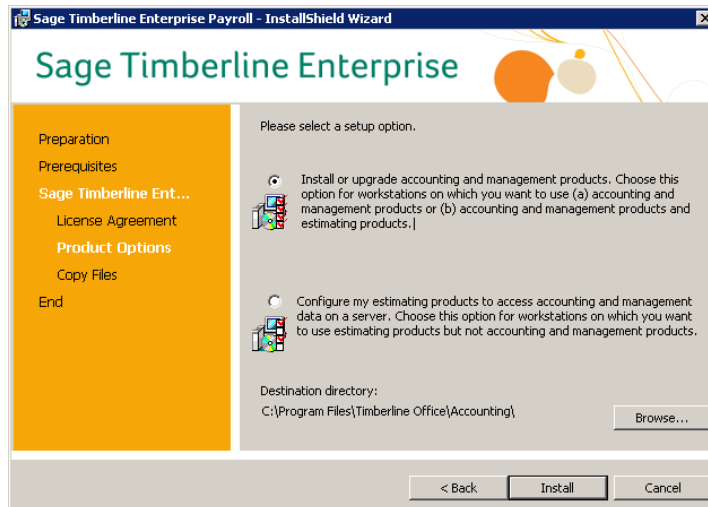 Sage Timberline Enterprise Payroll - InstallShield Wizard
Sage Timberline Enterprise
Preparation
Prerequisites
Sage Timberline Ent...
License Agreement
Product Options
Copy Files
End
Please select a setup option.
Install or upgrade accounting and management products. Choose this
option for workstations on which you want to use (a) accounting and
management products or (b) accounting and management products and
estimating products.
Configure my estimating products to access accounting and management
data on a server. Choose this option for workstations on which you want
to use estimating products but not accounting and management products.
Destination directory:
C:\Program Files\Timberline Office\Accounting\
Browse...
< Back
Install
Cancel